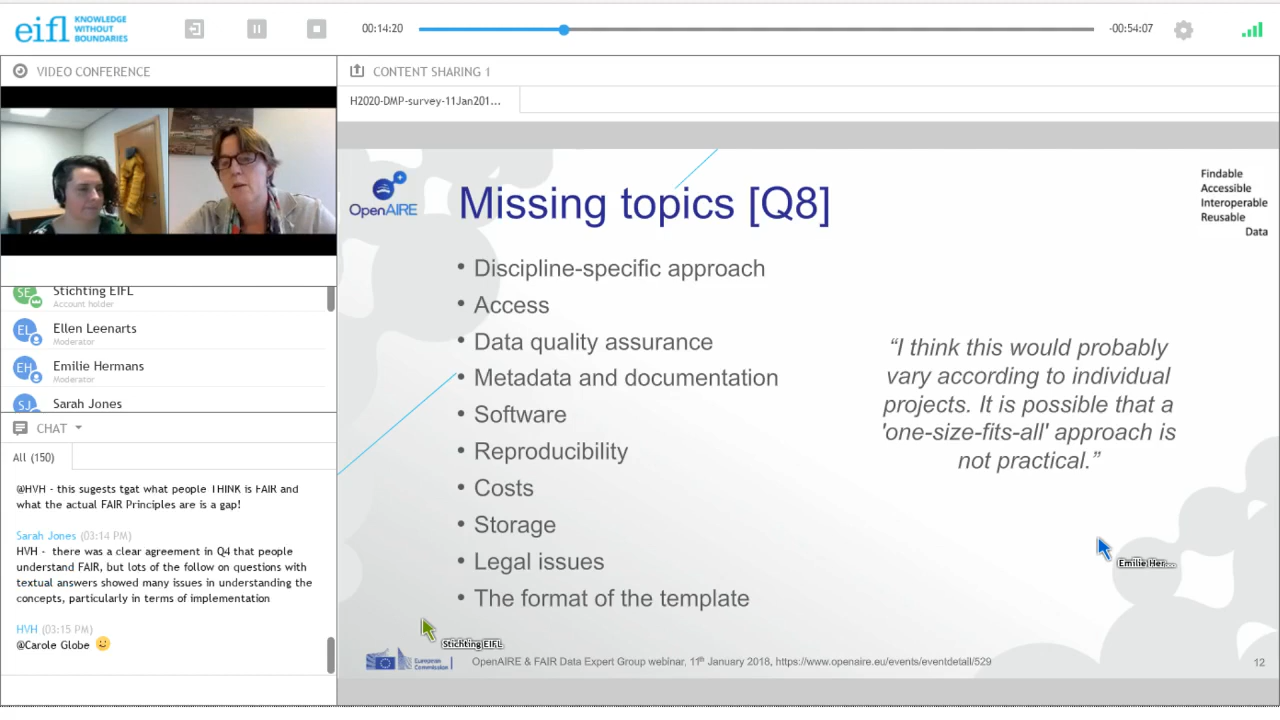 eifl KNOWLEDGE
WITHOUT
BOUNDARIES
00:14:20
-00:54:07
VIDEO CONFERENCE
CONTENT SHARING 1
H2020-DMP-survey-11Jan201...
SE Stichting EIFL
Account holder
EL Ellen Leenarts
Moderator
EH Emilie Hermans
Moderator
SJ Sarah Jones
CHAT
All (150)
@HVH - this sugests tgat what people THINK is FAIR and
what the actual FAIR Principles are is a gap!
Sarah Jones (03:14 PM)
HVH - there was a clear agreement in Q4 that people
understand FAIR, but lots of the follow on questions with
textual answers showed many issues in understanding the
concepts, particularly in terms of implementation
HVH (03:15 PM)
@Carole Globe
OpenAIRE
Missing topics [Q8]
Findable
Accessible
Interoperable
Reusable
Data
• Discipline-specific approach
• Access
• Data quality assurance
• Metadata and documentation
• Software
• Reproducibility
• Costs
• Storage
• Legal issues
• The format of the template
“I think this would probably
vary according to individual
projects. It is possible that a
'one-size-fits-all' approach is
not practical.”
Emilie Her...
Stichting EIFL
European
Commission
OpenAIRE & FAIR Data Expert Group webinar, 11th January 2018, https://www.openaire.eu/events/eventdetail/529
12